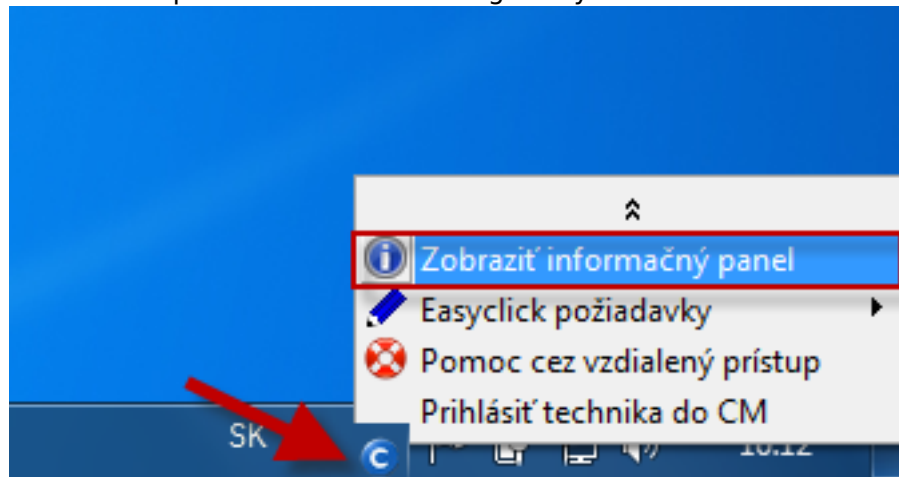 Zobraziť informačný panel
Easyclick požiadavky
Pomoc cez vzdialený prístup
Prihlásiť technika do CM
SK
C